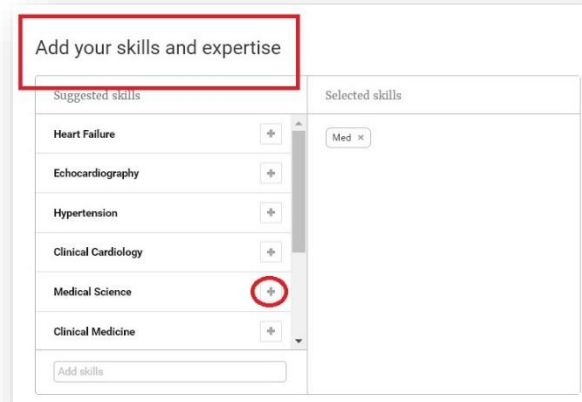 Add your skills and expertise
Suggested skills
Selected skills
Heart Failure
Med ×
Echocardiography
Hypertension
Clinical Cardiology
Medical Science
Clinical Medicine
Add skills